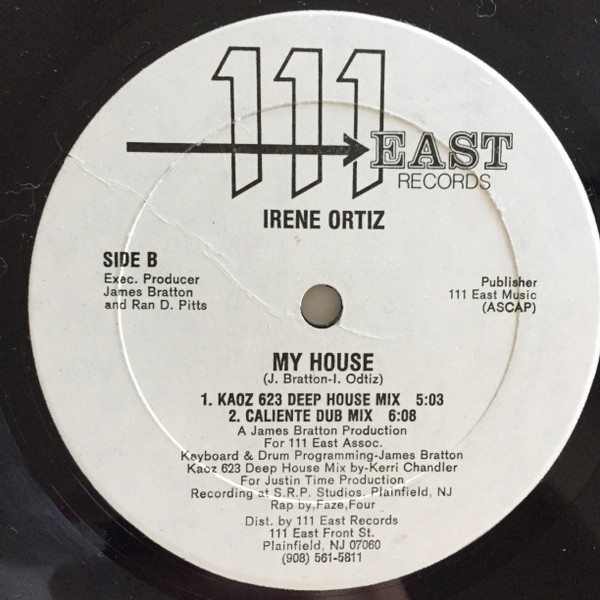 111 EAST
RECORDS
IRENE ORTIZ
SIDE B
Exec. Producer
James Bratton
and Ran D. Pitts
Publisher
111 East Music
(ASCAP)
MY HOUSE
(J. Bratton-I. Odtiz)
1. KAOZ 623 DEEP HOUSE MIX 5:03
2. CALIENTE DUB MIX 6:08
A James Bratton Production
For 111 East Assoc.
Keyboard & Drum Programming-James Bratton
Kaoz 623 Deep House Mix by-Kerri Chandler
For Justin Time Production
Recording at S.R.P. Studios. Plainfield, NJ
Rap by,Faze,Four
Dist. by 111 East Records
111 East Front St.
Plainfield, NJ 07060
(908) 561-5811